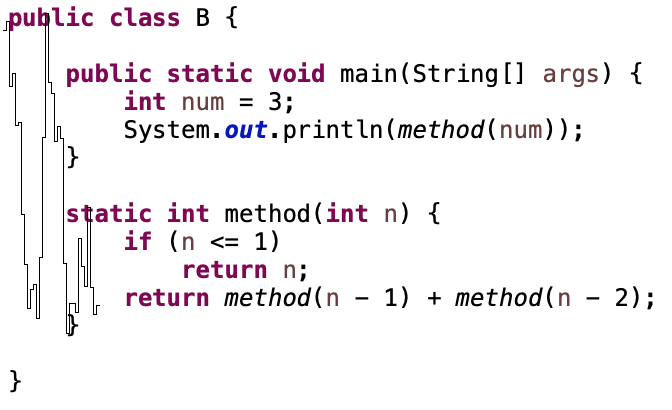 public class B {
    public static void main(String[] args) {
        int num = 3;
        System.out.println(method(num));
    }
    static int method(int n) {
        if (n <= 1)
            return n;
        return method(n - 1) + method(n - 2);
    }
}